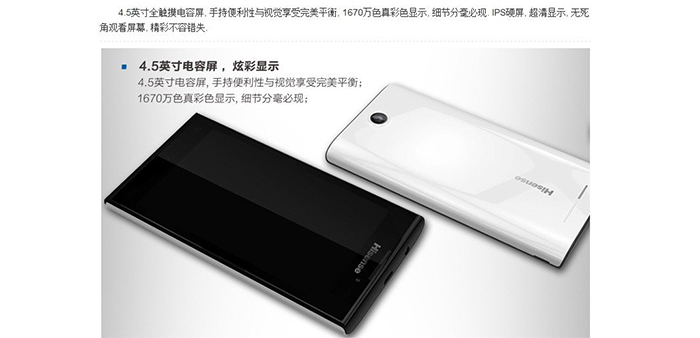 4.5英寸全触摸电容屏, 手持便利性与视觉享受完美平衡, 1670万色真彩色显示, 细节分毫必现. IPS硬屏, 超清显示, 无死
角观看屏幕, 精彩不容错失.
4.5英寸电容屏，炫彩显示
4.5英寸电容屏, 手持便利性与视觉享受完美平衡；
1670万色真彩色显示, 细节分毫必现；
Hisense
Hisense